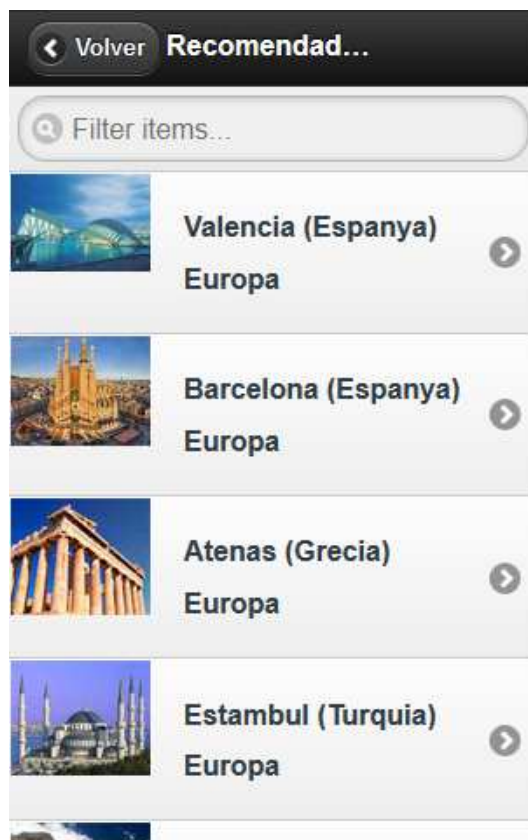 Volver Recomendad...
Filter items...
Valencia (Espanya)
Europa
Barcelona (Espanya)
Europa
Atenas (Grecia)
Europa
Estambul (Turquia)
Europa